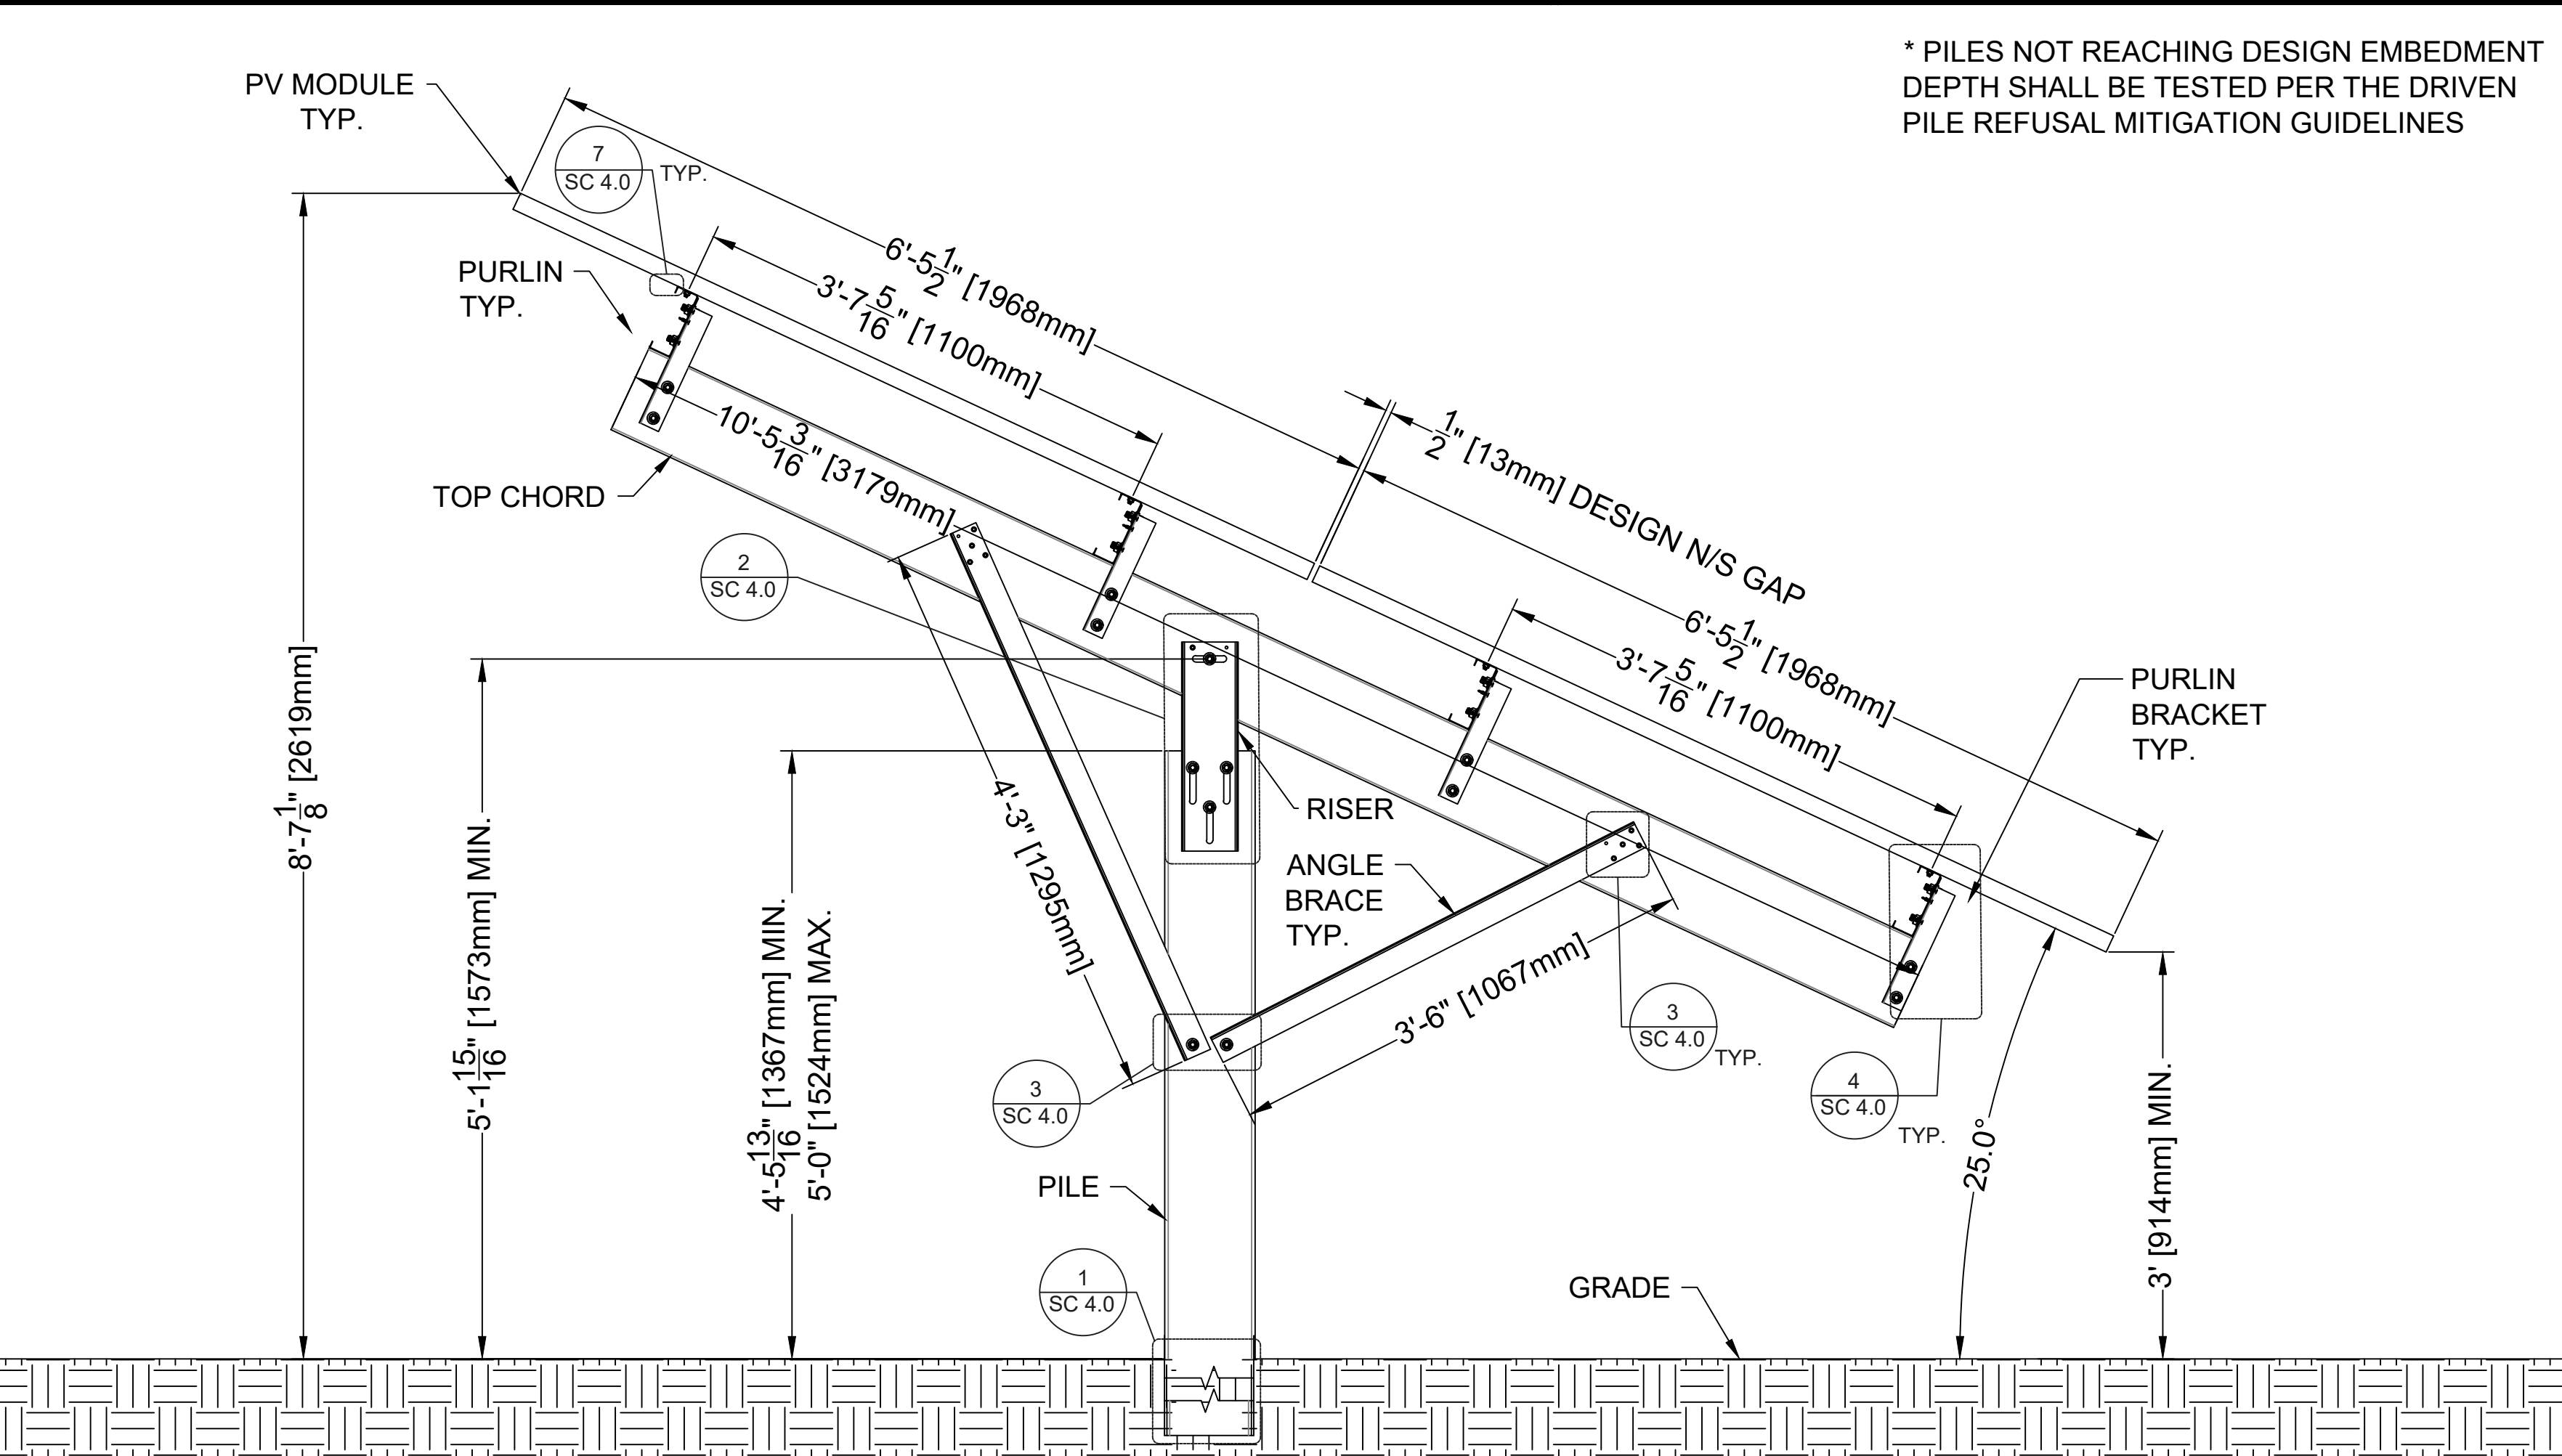 * PILES NOT REACHING DESIGN EMBEDMENT
DEPTH SHALL BE TESTED PER THE DRIVEN
PILE REFUSAL MITIGATION GUIDELINES
PV MODULE
TYP.
7
SC 4.0
TYP.
6'-5 1/2" [1968mm]
3'-7 5/16" [1100mm]
PURLIN
TYP.
10'-5 3/16" [3179mm]
TOP CHORD
1/2" [13mm] DESIGN N/S GAP
2
SC 4.0
6'-5 1/2" [1968mm]
3'-7 5/16" [1100mm]
PURLIN
BRACKET
TYP.
8'-7 1/8" [2619mm]
5'-1 15/16" [1573mm] MIN.
4'-5 13/16" [1367mm] MIN.
5'-0" [1524mm] MAX.
4'-3" [1295mm]
RISER
ANGLE
BRACE
TYP.
3'-6" [1067mm]
3
SC 4.0
TYP.
3
SC 4.0
4
SC 4.0
TYP.
25.0°
3' [914mm] MIN.
PILE
1
SC 4.0
GRADE